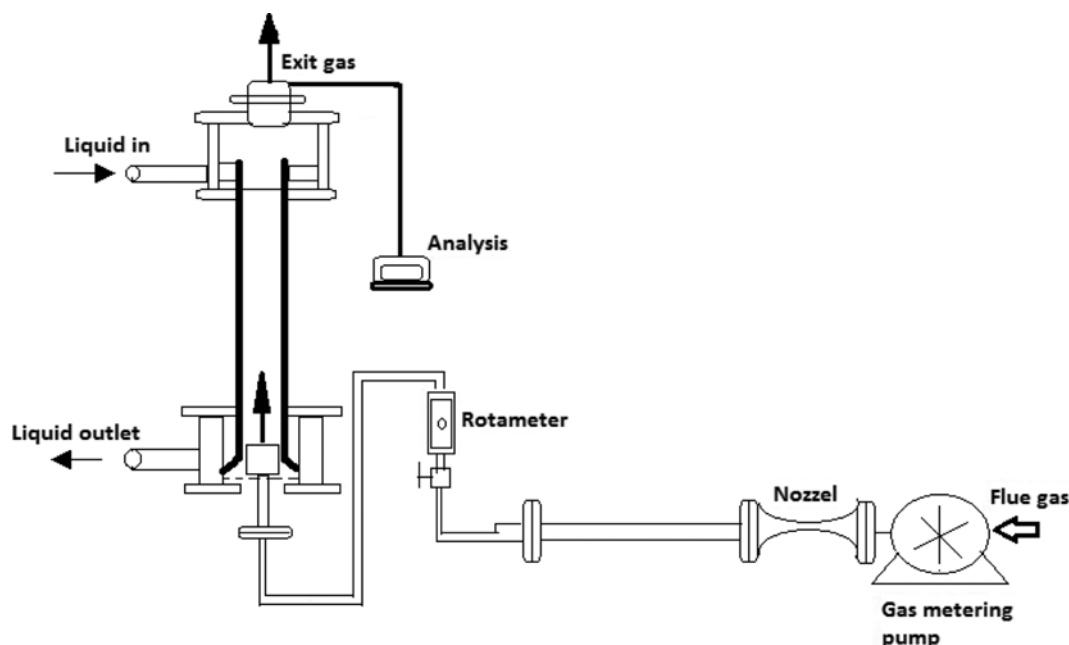 Exit gas
Liquid in
Analysis
Liquid outlet
Rotameter
Nozzel
Flue gas
Gas metering
pump